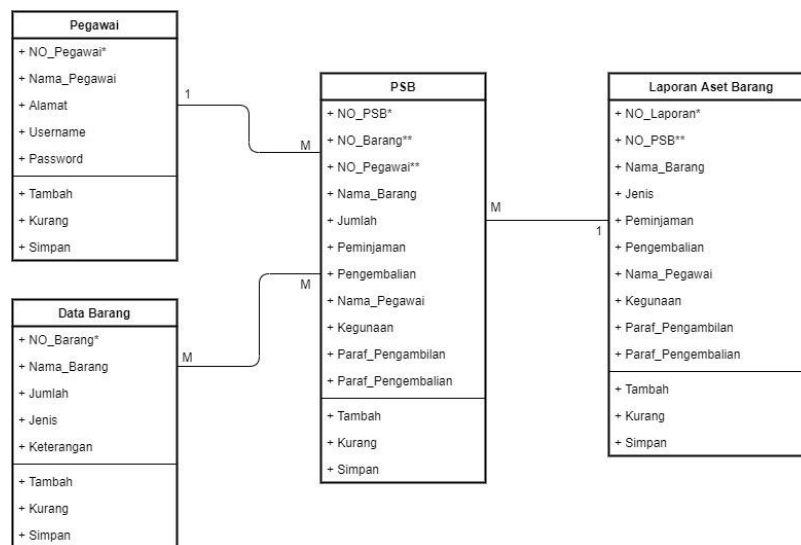 Pegawai
+ NO_Pegawai*
+ Nama_Pegawai
+ Alamat
+ Username
+ Password
+ Tambah
+ Kurang
+ Simpan
1
M
Data Barang
+ NO_Barang*
+ Nama_Barang
+ Jumlah
+ Jenis
+ Keterangan
+ Tambah
+ Kurang
+ Simpan
M
M
PSB
+ NO_PSB*
+ NO_Barang**
+ NO_Pegawai**
+ Nama_Barang
+ Jumlah
+ Peminjaman
+ Pengembalian
+ Nama_Pegawai
+ Kegunaan
+ Paraf_Pengambilan
+ Paraf_Pengembalian
+ Tambah
+ Kurang
+ Simpan
M
1
Laporan Aset Barang
+ NO_Laporan*
+ NO_PSB**
+ Nama_Barang
+ Jenis
+ Peminjaman
+ Pengembalian
+ Nama_Pegawai
+ Kegunaan
+ Paraf_Pengambilan
+ Paraf_Pengembalian
+ Tambah
+ Kurang
+ Simpan